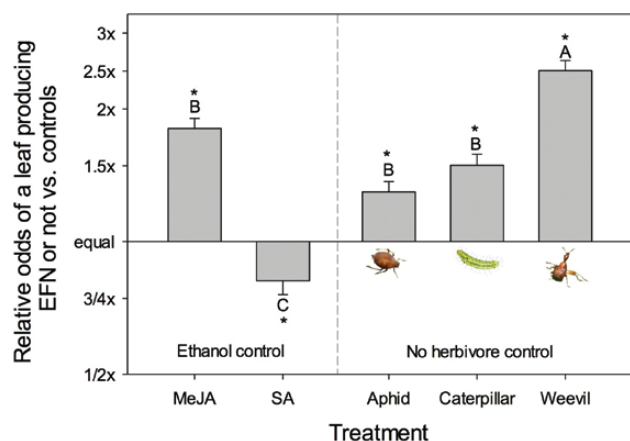 Relative odds of a leaf producing
EFN or not vs. controls
3x
2.5x
2x
1.5x
equal
3/4x
1/2x
*
B
C
*
*
B
*
B
*
A
Ethanol control
No herbivore control
MeJA SA Aphid Caterpillar Weevil
Treatment